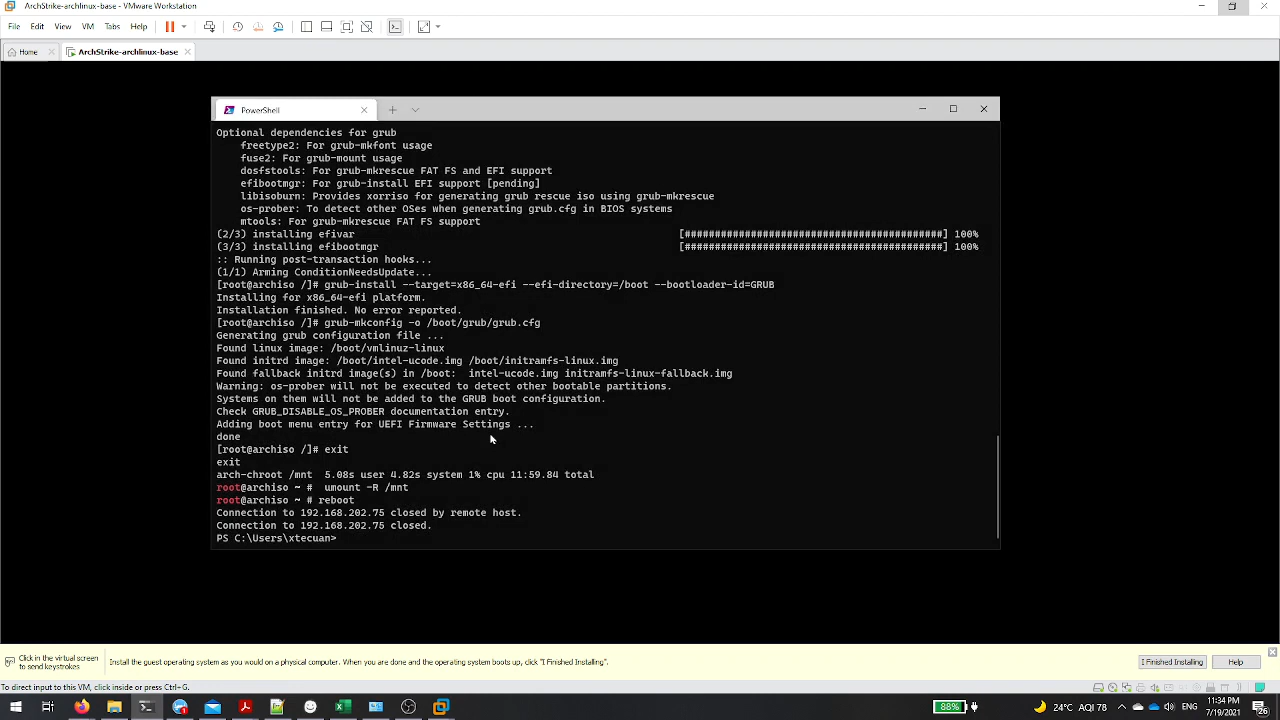 ArchStrike-archlinux-base - VMware Workstation
File Edit View VM Tabs Help
Home ArchStrike-archlinux-base
PowerShell
Optional dependencies for grub
freetype2: For grub-mkfont usage
fuse2: For grub-mount usage
dosfstools: For grub-mkrescue FAT FS and EFI support
efibootmgr: For grub-install EFI support [pending]
libisoburn: Provides xorriso for generating grub rescue iso using grub-mkrescue
os-prober: To detect other OSes when generating grub.cfg in BIOS systems
mtools: For grub-mkrescue FAT FS support
(2/3) installing efivar [###########################################] 100%
(3/3) installing efibootmgr [###########################################] 100%
:: Running post-transaction hooks...
(1/1) Arming ConditionNeedsUpdate...
[root@archiso /]# grub-install --target=x86_64-efi --efi-directory=/boot --bootloader-id=GRUB
Installing for x86_64-efi platform.
Installation finished. No error reported.
[root@archiso /]# grub-mkconfig -o /boot/grub/grub.cfg
Generating grub configuration file ...
Found linux image: /boot/vmlinuz-linux
Found initrd image: /boot/intel-ucode.img /boot/initramfs-linux.img
Found fallback initrd image(s) in /boot:  intel-ucode.img initramfs-linux-fallback.img
Warning: os-prober will not be executed to detect other bootable partitions.
Systems on them will not be added to the GRUB boot configuration.
Check GRUB_DISABLE_OS_PROBER documentation entry.
Adding boot menu entry for UEFI Firmware Settings ...
done
[root@archiso /]# exit
exit
arch-chroot /mnt  5.08s user 4.82s system 1% cpu 11:59.84 total
root@archiso ~ #  umount -R /mnt
root@archiso ~ # reboot
Connection to 192.168.202.75 closed by remote host.
Connection to 192.168.202.75 closed.
PS C:\Users\xtecuan>
Click in the virtual screen
to send keystrokes
Install the guest operating system as you would on a physical computer. When you are done and the operating system boots up, click "I Finished Installing".
I Finished Installing Help
To direct input to this VM, click inside or press Ctrl+G.
88% 24°C AQI 78 11:34 PM
7/19/2021
26